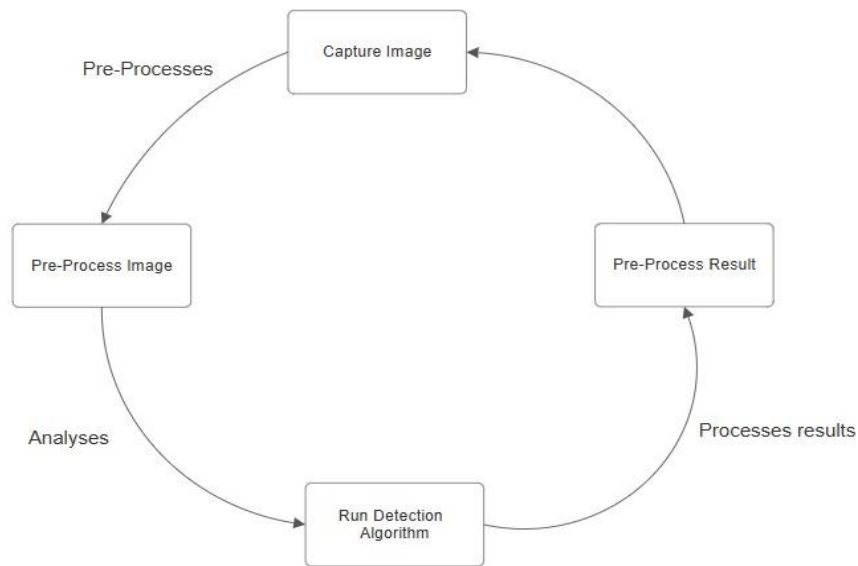 Capture Image
Pre-Processes
Pre-Process Image
Pre-Process Result
Analyses
Processes results
Run Detection
Algorithm